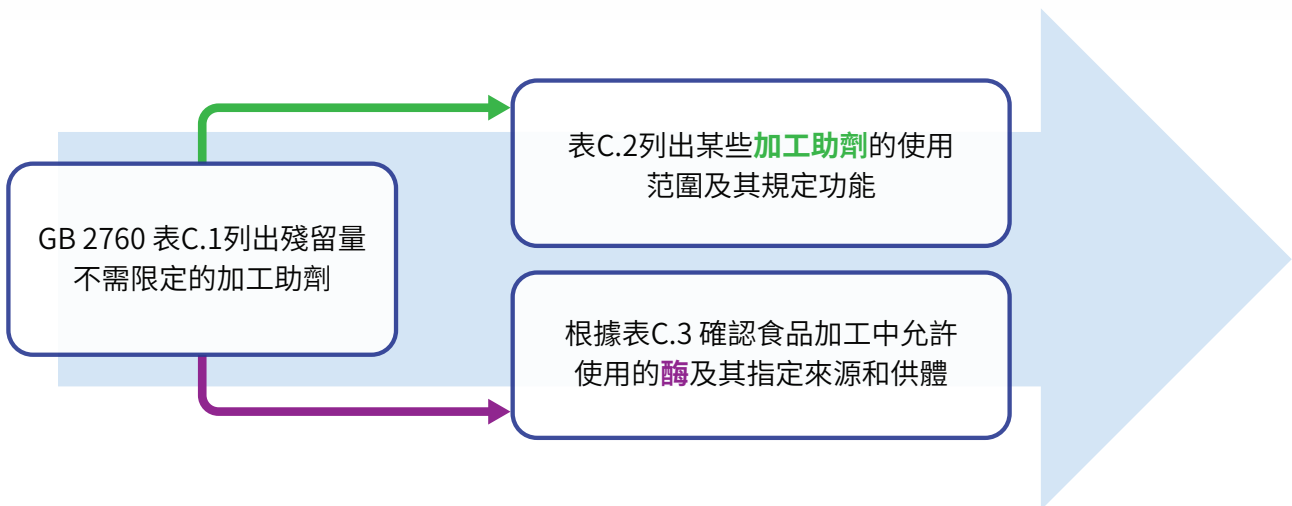 GB 2760 表C.1列出殘留量
不需限定的加工助劑
表C.2列出某些加工助劑的使用
范圍及其規定功能
根據表C.3 確認食品加工中允許
使用的酶及其指定來源和供體